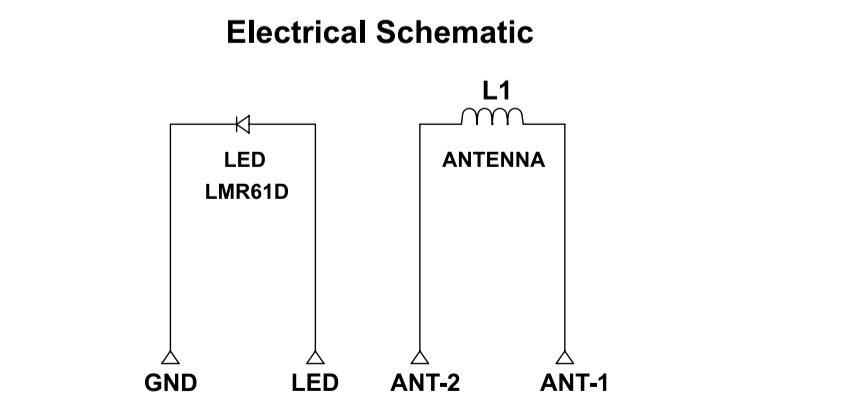 Electrical Schematic
L1
LED
ANTENNA
LMR61D
GND
LED
ANT-2
ANT-1